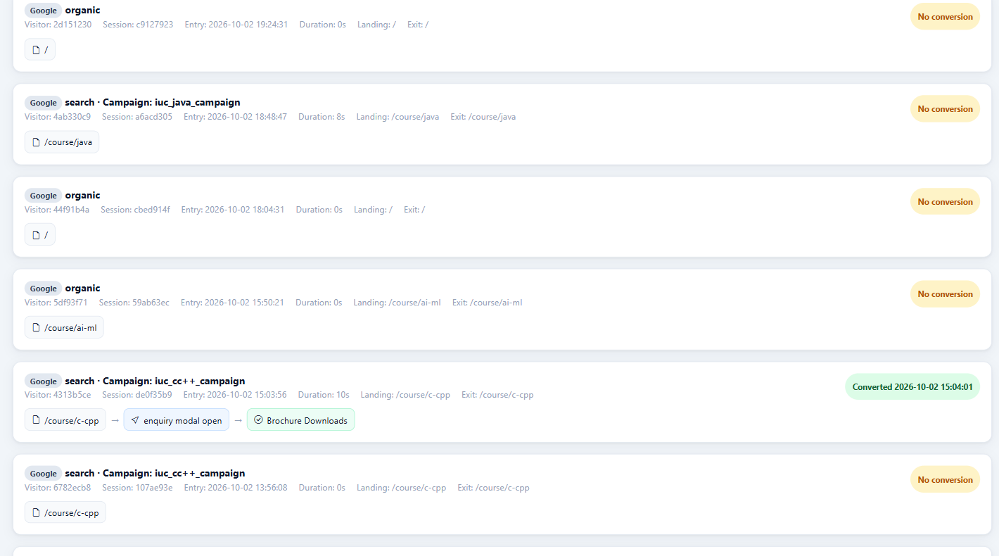 Google organic
Visitor: 2d151230 Session: c9127923 Entry: 2026-10-02 19:24:31 Duration: 0s Landing: / Exit: /
No conversion
/
Google search · Campaign: iuc_java_campaign
Visitor: 4ab330c9 Session: a6acd305 Entry: 2026-10-02 18:48:47 Duration: 8s Landing: /course/java Exit: /course/java
No conversion
/course/java
Google organic
Visitor: 44f91b4a Session: cbed914f Entry: 2026-10-02 18:04:31 Duration: 0s Landing: / Exit: /
No conversion
/
Google organic
Visitor: 5df93f71 Session: 59ab63ec Entry: 2026-10-02 15:50:21 Duration: 0s Landing: /course/ai-ml Exit: /course/ai-ml
No conversion
/course/ai-ml
Google search · Campaign: iuc_cc++_campaign
Visitor: 4313b5ce Session: de0f35b9 Entry: 2026-10-02 15:03:56 Duration: 10s Landing: /course/c-cpp Exit: /course/c-cpp
Converted 2026-10-02 15:04:01
/course/c-cpp → enquiry modal open → Brochure Downloads
Google search · Campaign: iuc_cc++_campaign
Visitor: 6782ecb8 Session: 107ae93e Entry: 2026-10-02 13:56:08 Duration: 0s Landing: /course/c-cpp Exit: /course/c-cpp
No conversion
/course/c-cpp